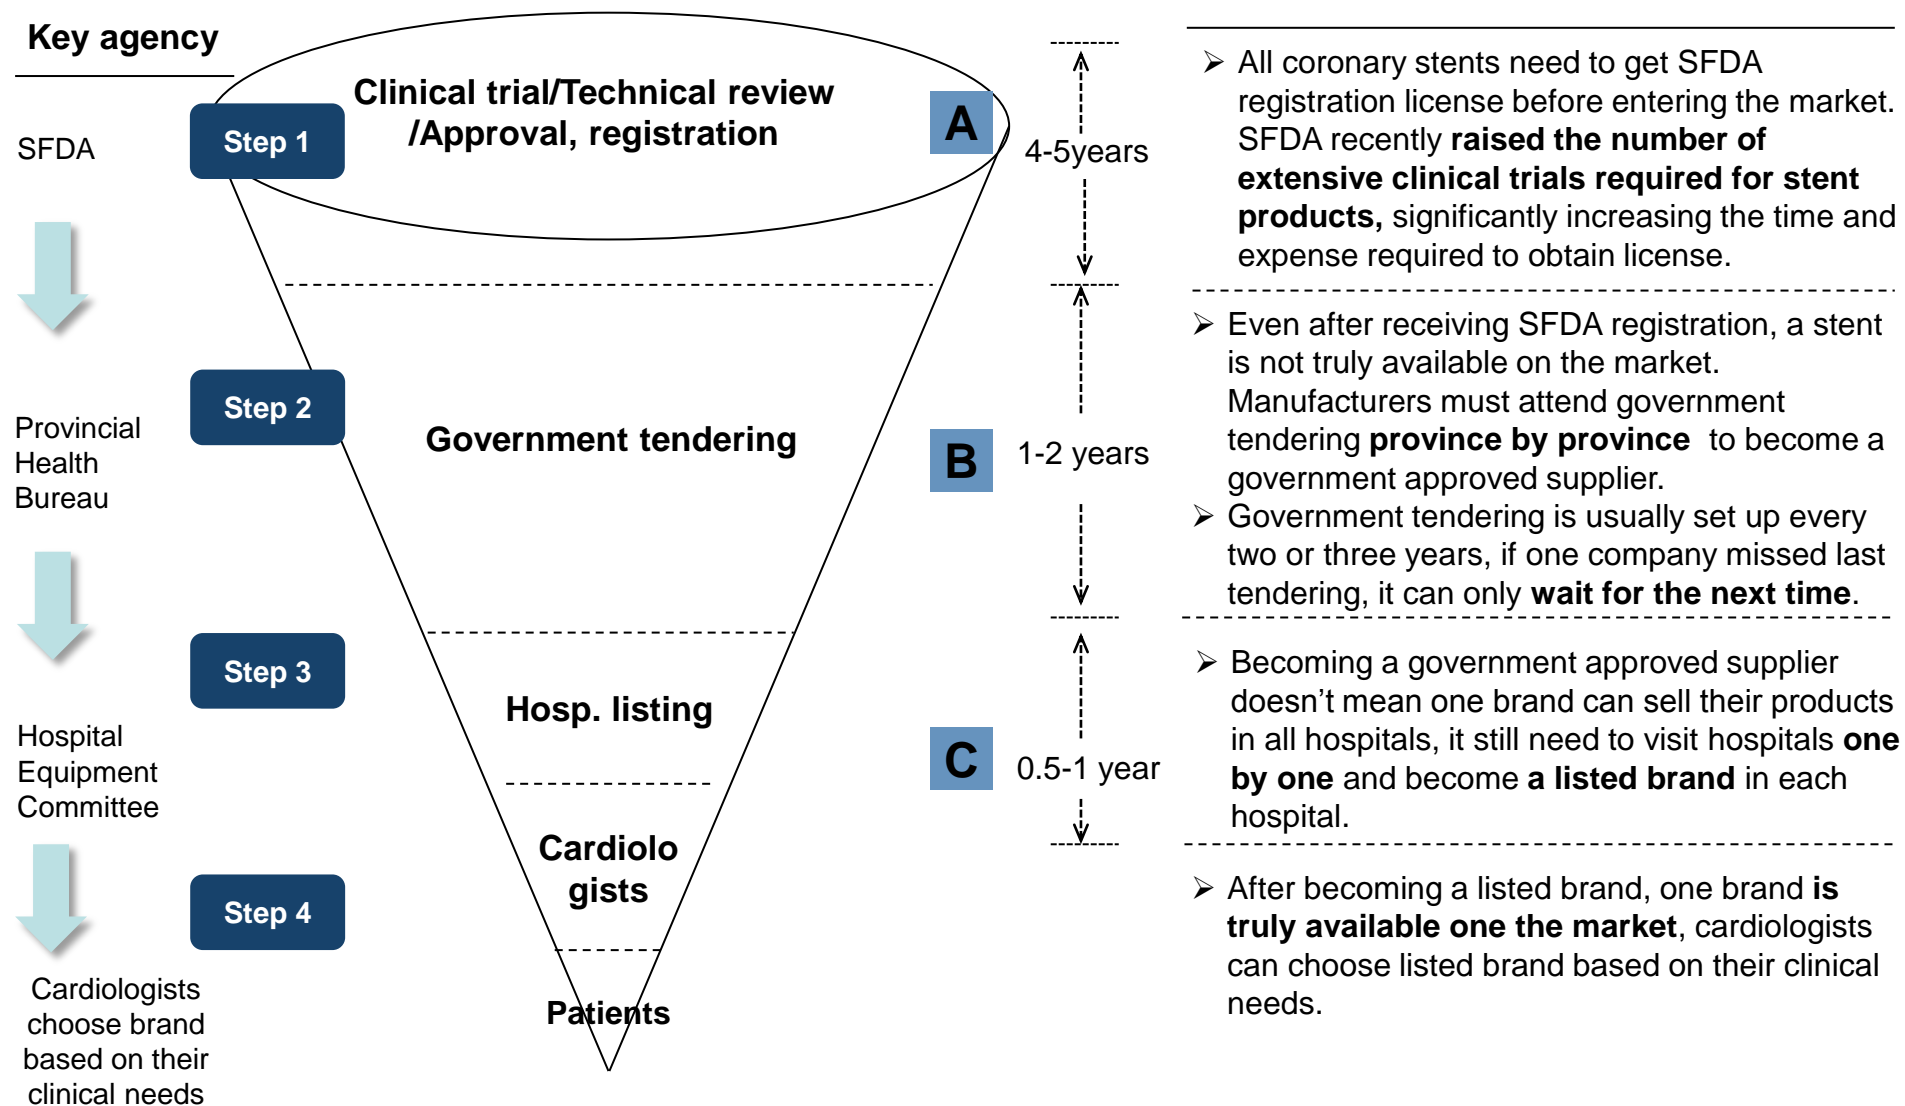 Key agency
SFDA
Provincial
Health
Bureau
Hospital
Equipment
Committee
Cardiologists
choose brand
based on their
clinical needs
Step 1
Step 2
Step 3
Step 4
Clinical trial/Technical review
/Approval, registration
Government tendering
Hosp. listing
Cardiolo
gists
Patients
A
B
C
4-5years
1-2 years
0.5-1 year
➢ All coronary stents need to get SFDA
registration license before entering the market.
SFDA recently raised the number of
extensive clinical trials required for stent
products, significantly increasing the time and
expense required to obtain license.
➢ Even after receiving SFDA registration, a stent
is not truly available on the market.
Manufacturers must attend government
tendering province by province to become a
government approved supplier.
➢ Government tendering is usually set up every
two or three years, if one company missed last
tendering, it can only wait for the next time.
➢ Becoming a government approved supplier
doesn’t mean one brand can sell their products
in all hospitals, it still need to visit hospitals one
by one and become a listed brand in each
hospital.
➢ After becoming a listed brand, one brand is
truly available one the market, cardiologists
can choose listed brand based on their clinical
needs.